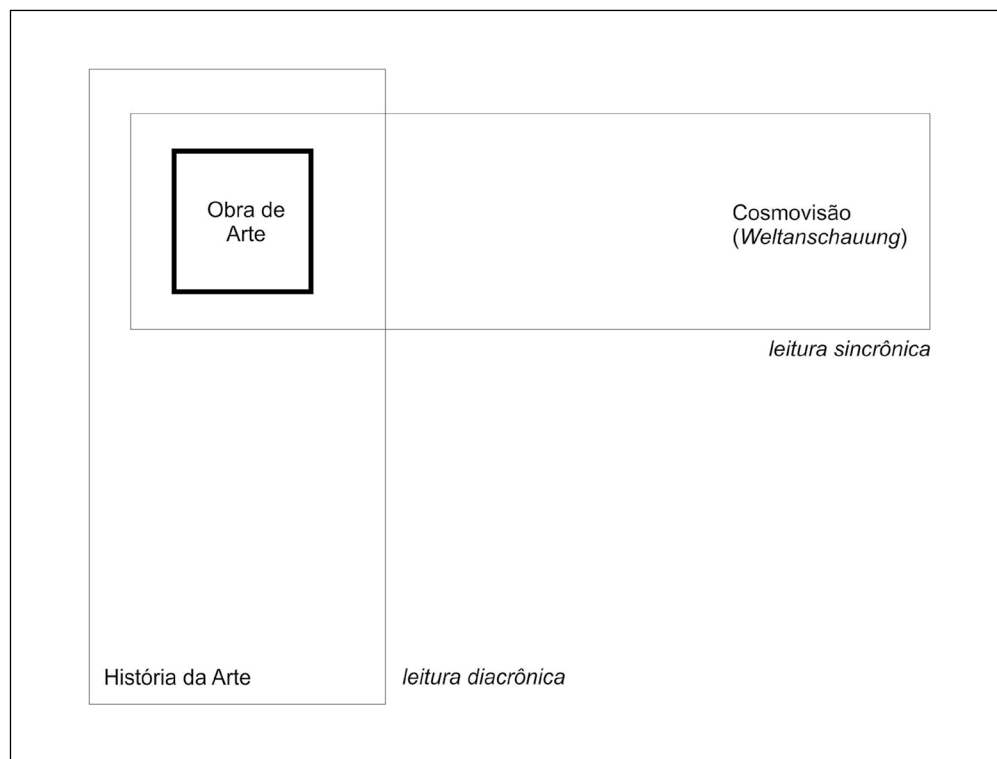 Obra de
Arte
Cosmovisão
(Weltanschauung)
leitura sincrônica
História da Arte
leitura diacrônica